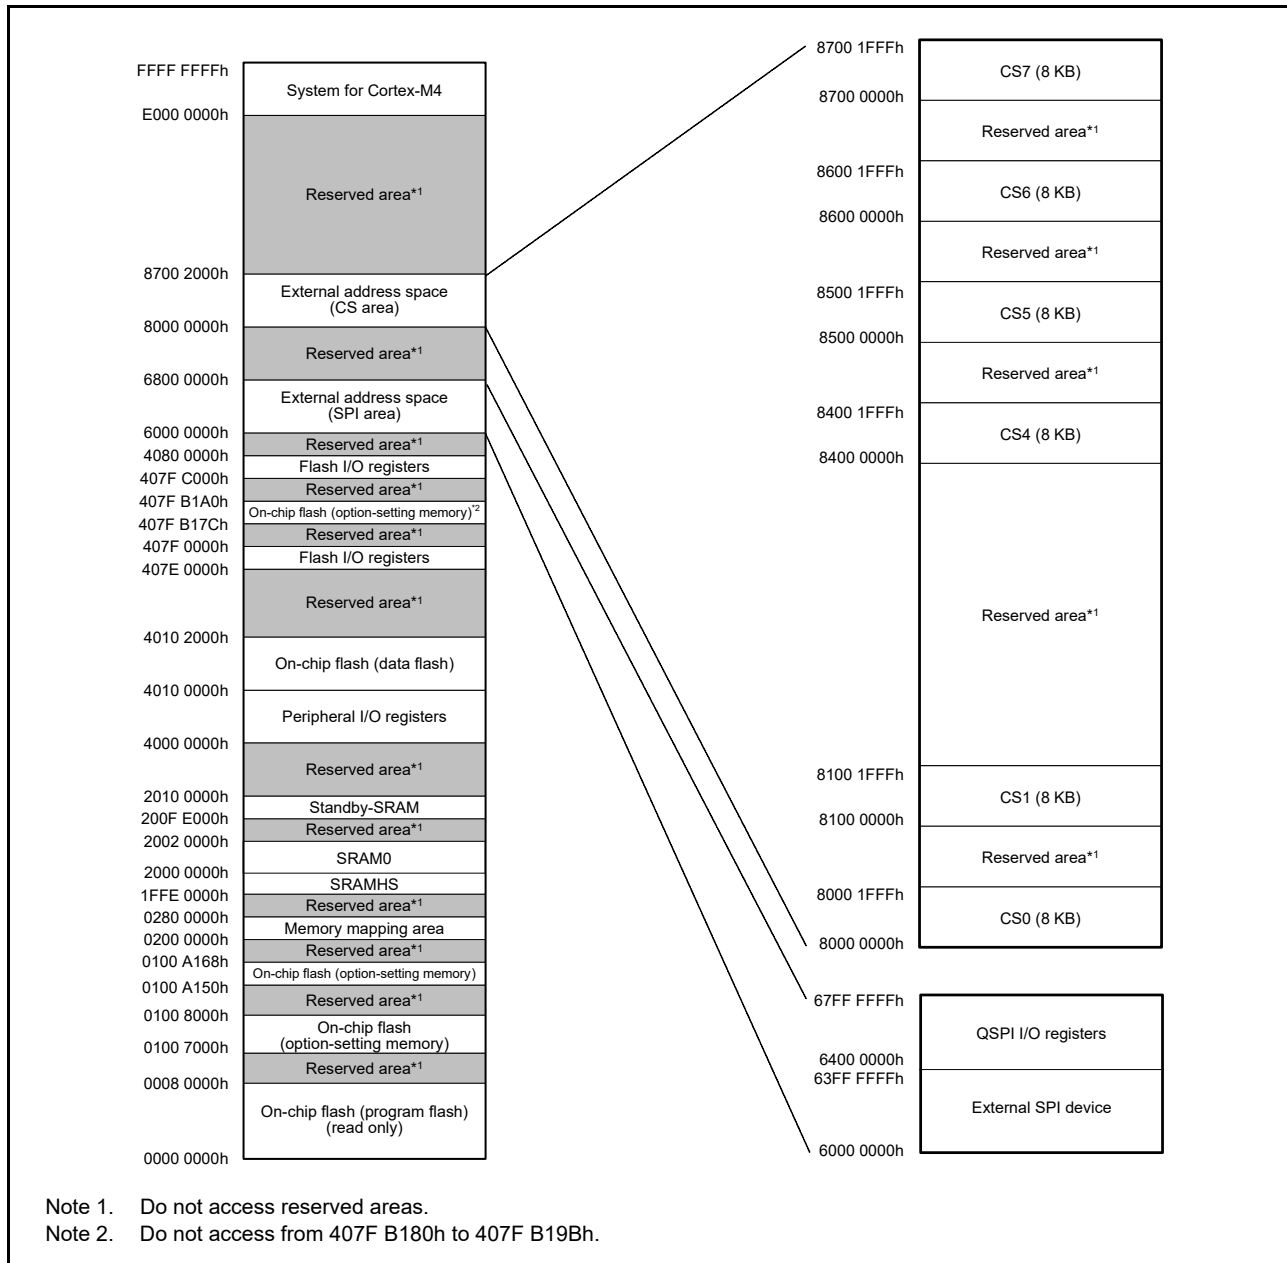 FFFF FFFFh
System for Cortex-M4
E000 0000h
Reserved area*1
8700 2000h
External address space
(CS area)
8000 0000h
Reserved area*1
6800 0000h
External address space
(SPI area)
6000 0000h
Reserved area*1
4080 0000h
Flash I/O registers
407F C000h
Reserved area*1
407F B1A0h
On-chip flash (option-setting memory)*2
407F B17Ch
Reserved area*1
407F 0000h
Flash I/O registers
407E 0000h
Reserved area*1
4010 2000h
On-chip flash (data flash)
4010 0000h
Peripheral I/O registers
4000 0000h
Reserved area*1
2010 0000h
Standby-SRAM
200F E000h
Reserved area*1
2002 0000h
SRAM0
2000 0000h
SRAMHS
1FFE 0000h
Reserved area*1
0280 0000h
Memory mapping area
0200 0000h
Reserved area*1
0100 A168h
On-chip flash (option-setting memory)
0100 A150h
Reserved area*1
0100 8000h
On-chip flash
(option-setting memory)
0100 7000h
Reserved area*1
0008 0000h
On-chip flash (program flash)
(read only)
0000 0000h
8700 1FFFh
CS7 (8 KB)
8700 0000h
Reserved area*1
8600 1FFFh
CS6 (8 KB)
8600 0000h
Reserved area*1
8500 1FFFh
CS5 (8 KB)
8500 0000h
Reserved area*1
8400 1FFFh
CS4 (8 KB)
8400 0000h
Reserved area*1
8100 1FFFh
CS1 (8 KB)
8100 0000h
Reserved area*1
8000 1FFFh
CS0 (8 KB)
8000 0000h
67FF FFFFh
QSPI I/O registers
6400 0000h
63FF FFFFh
External SPI device
6000 0000h
Note 1. Do not access reserved areas.
Note 2. Do not access from 407F B180h to 407F B19Bh.